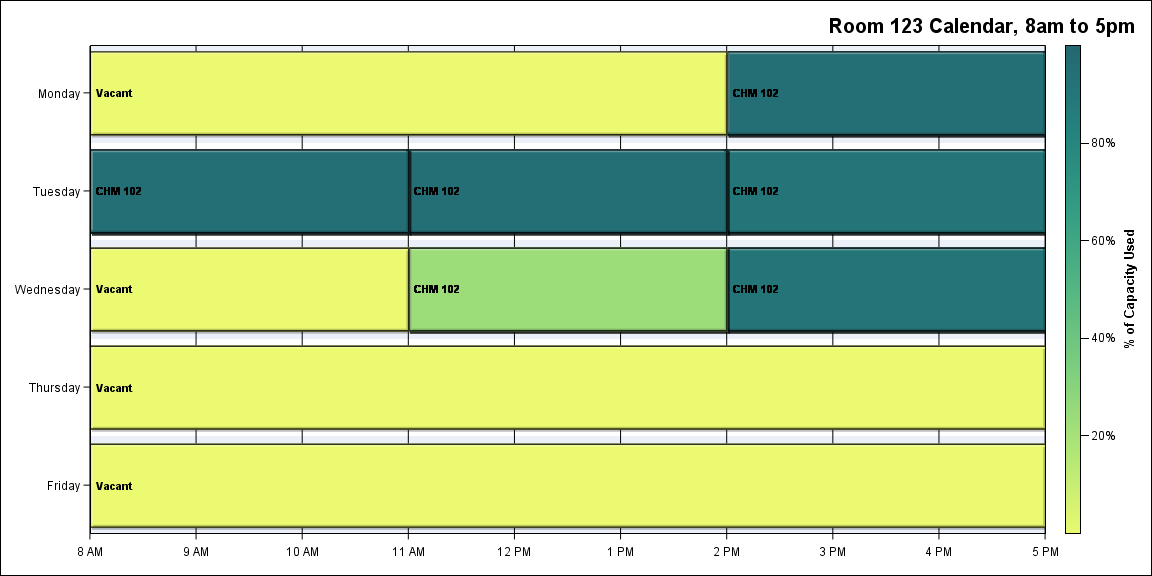 Room 123 Calendar, 8am to 5pm
Monday
Vacant
CHM 102
80%
Tuesday
CHM 102
CHM 102
CHM 102
60%
% of Capacity Used
Wednesday
Vacant
CHM 102
CHM 102
40%
Thursday
Vacant
20%
Friday
Vacant
8 AM
9 AM
10 AM
11 AM
12 PM
1 PM
2 PM
3 PM
4 PM
5 PM